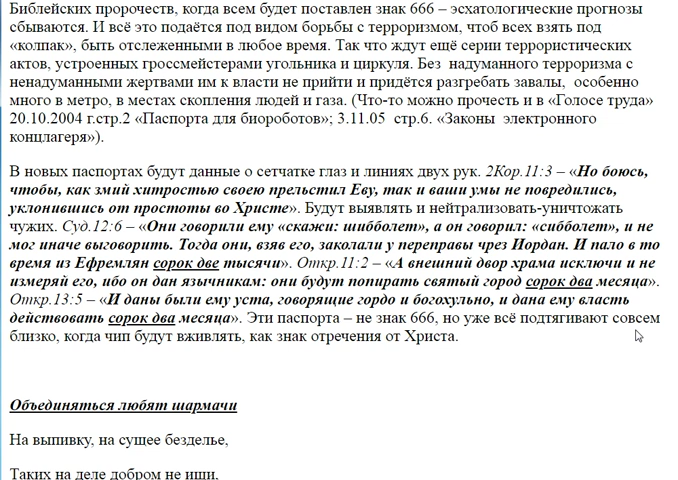 Библейских пророчеств, когда всем будет поставлен знак 666 – эсхатологические прогнозы
сбываются. И всё это подаётся под видом борьбы с терроризмом, чтоб всех взять под
«колпак», быть отслеженными в любое время. Так что ждут ещё серии террористических
актов, устроенных гроссмейстерами угольника и циркуля. Без надуманного терроризма с
ненадуманными жертвами им к власти не прийти и придётся разгребать завалы, особенно
много в метро, в местах скопления людей и газа. (Что-то можно прочесть и в «Голосе труда»
20.10.2004 г.стр.2 «Паспорта для биороботов»; 3.11.05 стр.6. «Законы электронного
концлагеря»).
В новых паспортах будут данные о сетчатке глаз и линиях двух рук. 2Кор.11:3 – «Но боюсь,
чтобы, как змий хитростью своею прельстил Еву, так и ваши умы не повредились,
уклонившись от простоты во Христе». Будут выявлять и нейтрализовать-уничтожать
чужих. Суд.12:6 – «Они говорили ему «скажи: шибболет», а он говорил: «сибболет», и не
мог иначе выговорить. Тогда они, взяв его, заколали у переправы чрез Иордан. И пало в то
время из Ефремлян сорок две тысячи». Откр.11:2 – «А внешний двор храма исключи и не
измеряй его, ибо он дан язычникам: они будут попирать святый город сорок два месяца».
Откр.13:5 – «И даны были ему уста, говорящие гордо и богохульно, и дана ему власть
действовать сорок два месяца». Эти паспорта – не знак 666, но уже всё подтягивают совсем
близко, когда чип будут вживлять, как знак отречения от Христа.
Объединяться любят шармачи
На выпивку, на сущее безделье,
Таких на деле добром не ищи,